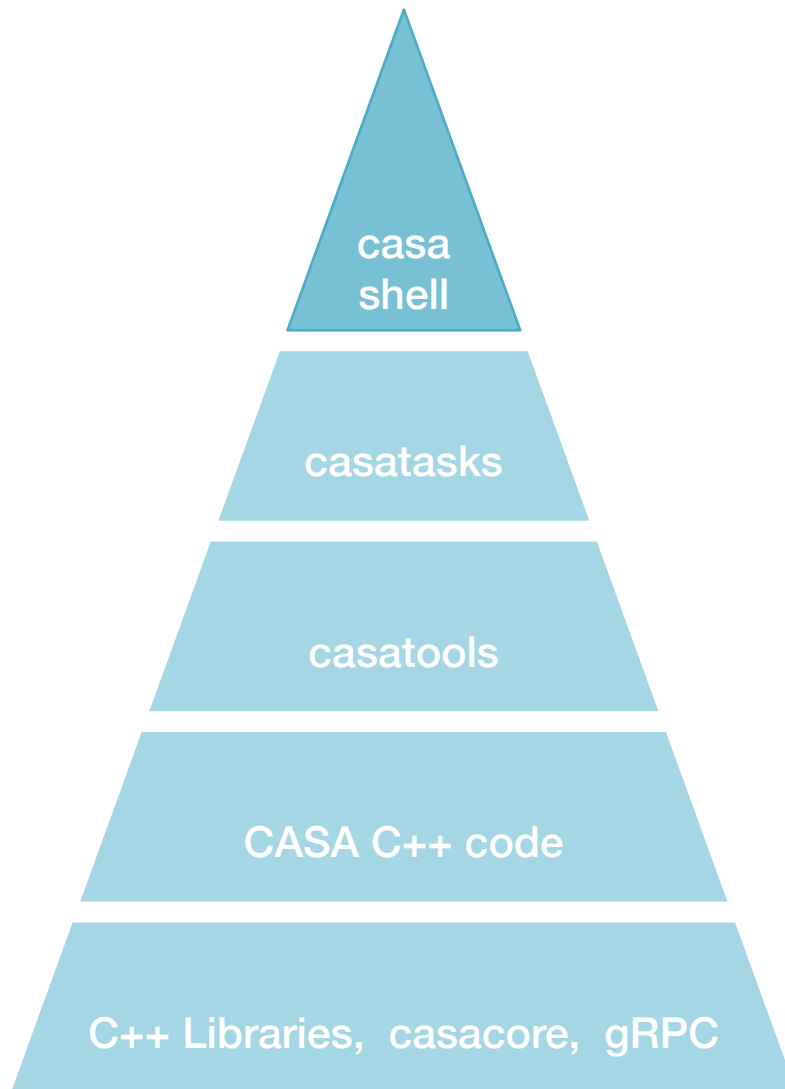 casa
shell
casatasks
casatools
CASA C++ code
C++ Libraries, casacore, gRPC